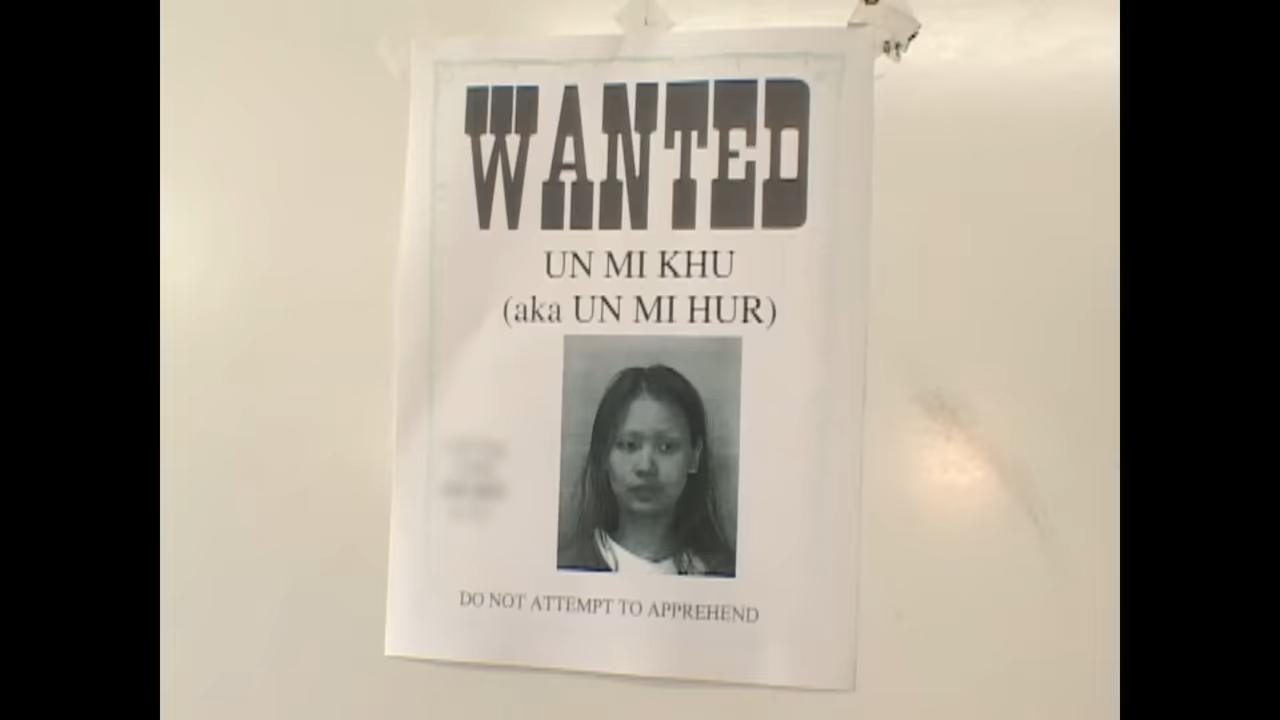 WANTED
UN MI KHU
(aka UN MI HUR)
DO NOT ATTEMPT TO APPREHEND